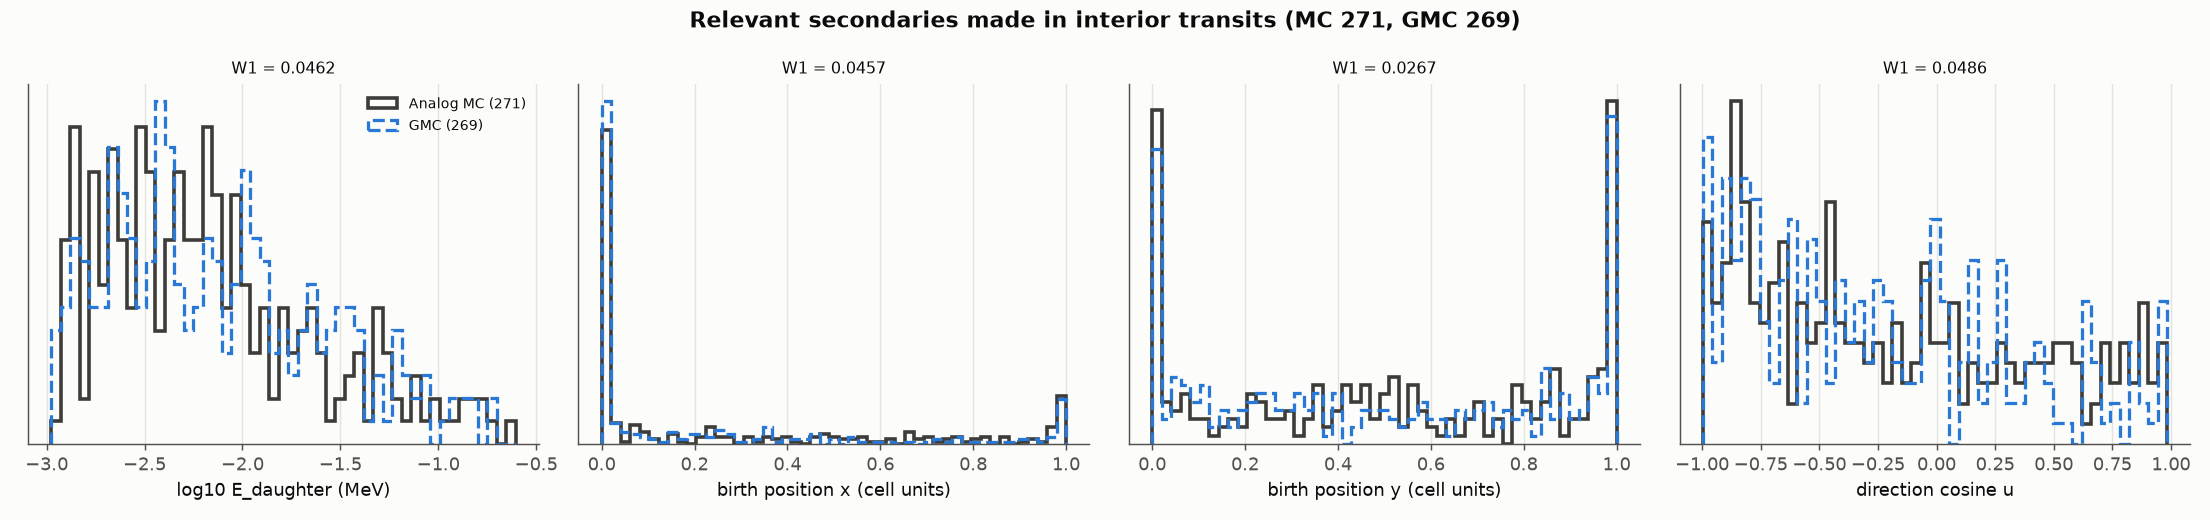 Relevant secondaries made in interior transits (MC 271, GMC 269)
W1 = 0.0462
Analog MC (271)
GMC (269)
−3.0 −2.5 −2.0 −1.5 −1.0 −0.5
log10 E_daughter (MeV)
W1 = 0.0457
0.0 0.2 0.4 0.6 0.8 1.0
birth position x (cell units)
W1 = 0.0267
0.0 0.2 0.4 0.6 0.8 1.0
birth position y (cell units)
W1 = 0.0486
−1.00 −0.75 −0.50 −0.25 0.00 0.25 0.50 0.75 1.00
direction cosine u